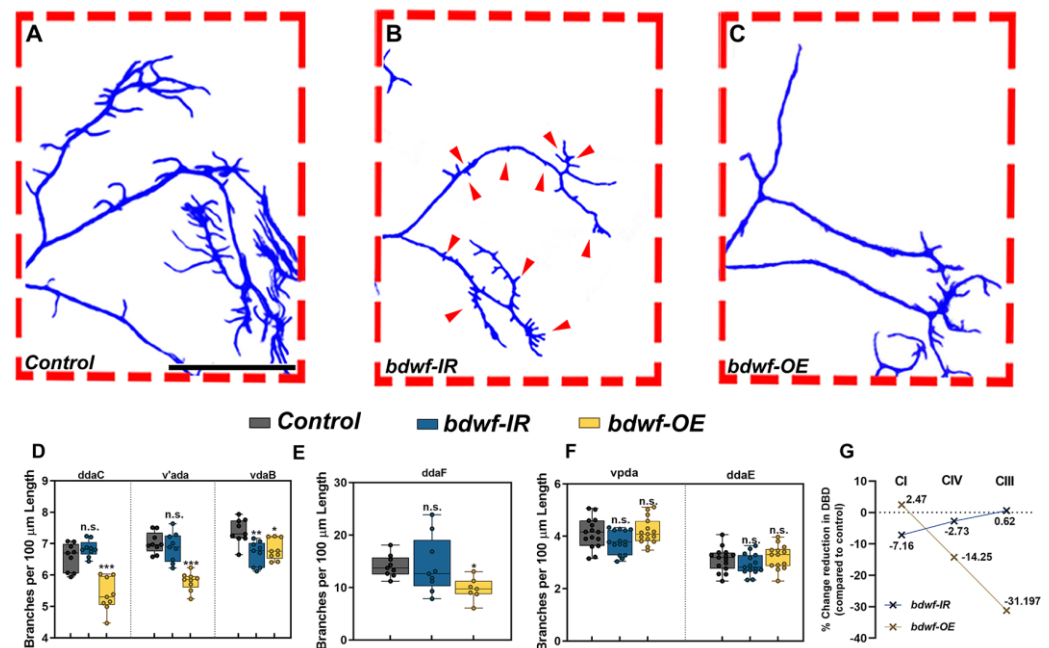 A
B
C
Control
bdwf-IR
bdwf-OE
Control bdwf-IR bdwf-OE
D
ddaC v'ada vdaB
Branches per 100 μm Length
9
8
7
6
5
4
n.s.
***
n.s.
***
**
*
E
ddaF
Branches per 100 μm Length
30
20
10
0
n.s.
*
F
vpda ddaE
Branches per 100 μm Length
6
4
2
0
n.s.
n.s.
n.s.
n.s.
G
CI CIV CIII
% Change reduction in DBD
(compared to control)
10
0
-10
-20
-30
-40
2.47
-7.16
-2.73
-14.25
0.62
-31.197
bdwf-IR
bdwf-OE